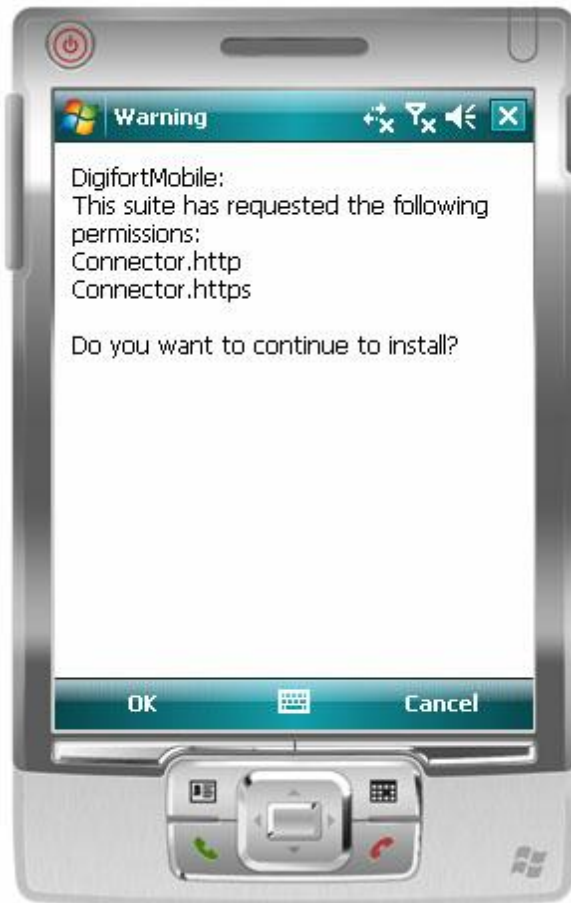 Warning
DigifortMobile:
This suite has requested the following
permissions:
Connector.http
Connector.https
Do you want to continue to install?
OK
Cancel